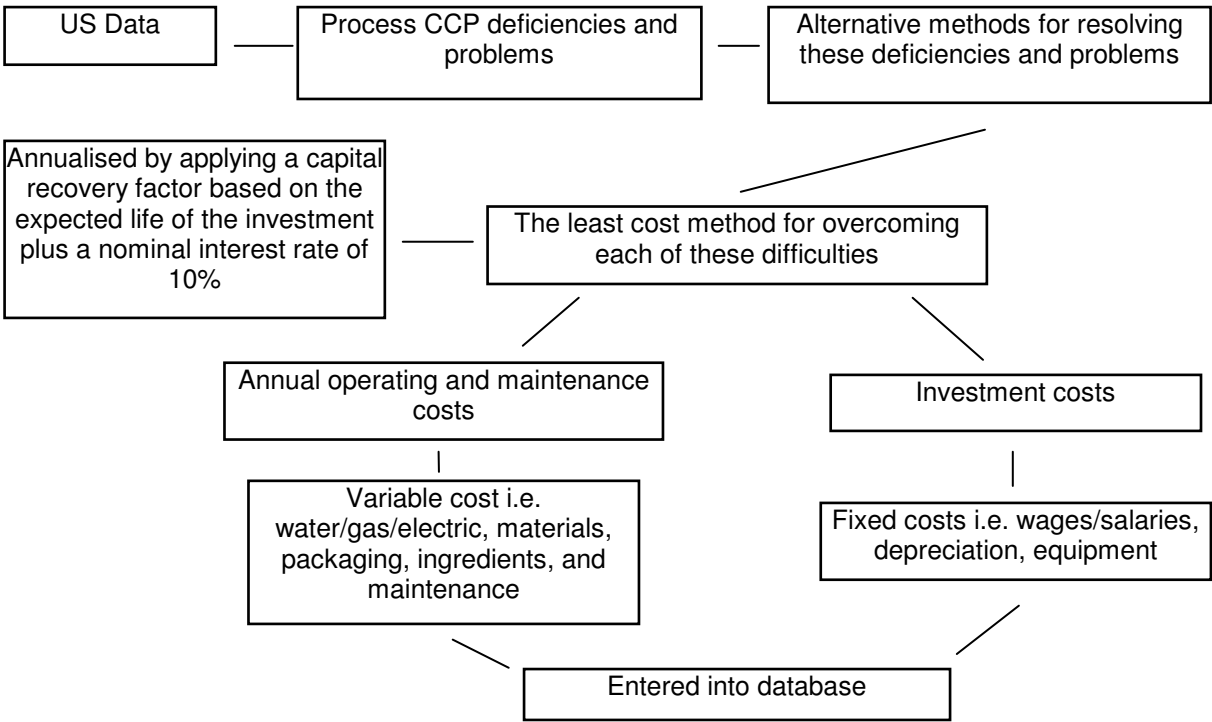 US Data
Process CCP deficiencies and
problems
Alternative methods for resolving
these deficiencies and problems
Annualised by applying a capital
recovery factor based on the
expected life of the investment
plus a nominal interest rate of
10%
The least cost method for overcoming
each of these difficulties
Annual operating and maintenance
costs
Investment costs
Variable cost i.e.
water/gas/electric, materials,
packaging, ingredients, and
maintenance
Fixed costs i.e. wages/salaries,
depreciation, equipment
Entered into database